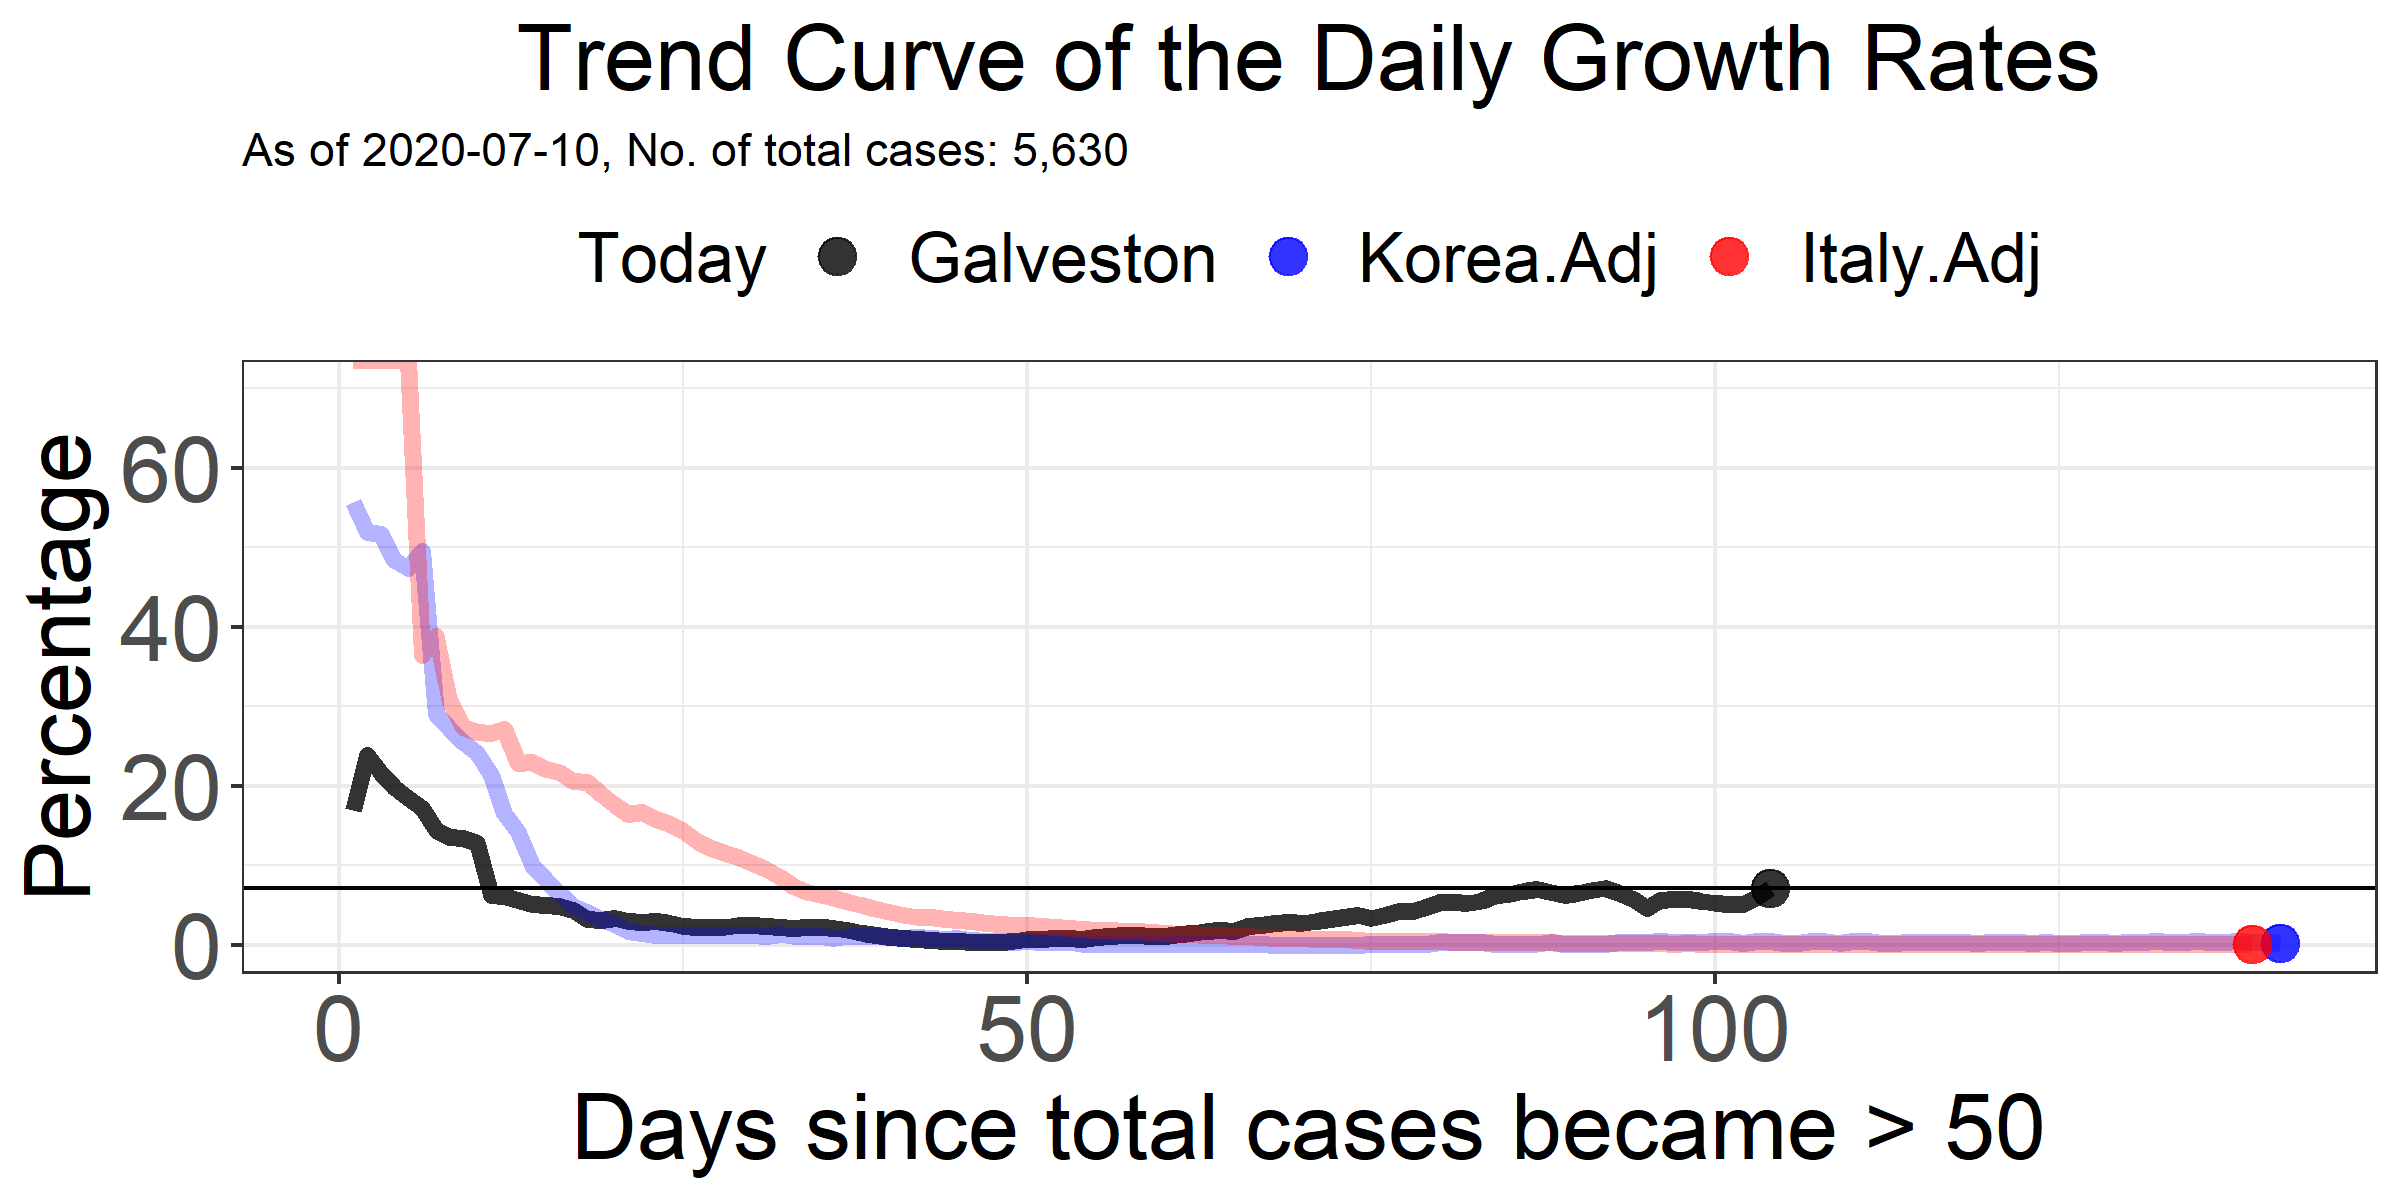 Trend Curve of the Daily Growth Rates
As of 2020-07-10, No. of total cases: 5,630
Today Galveston Korea.Adj Italy.Adj
Percentage
60
40
20
0
0 50 100
Days since total cases became > 50